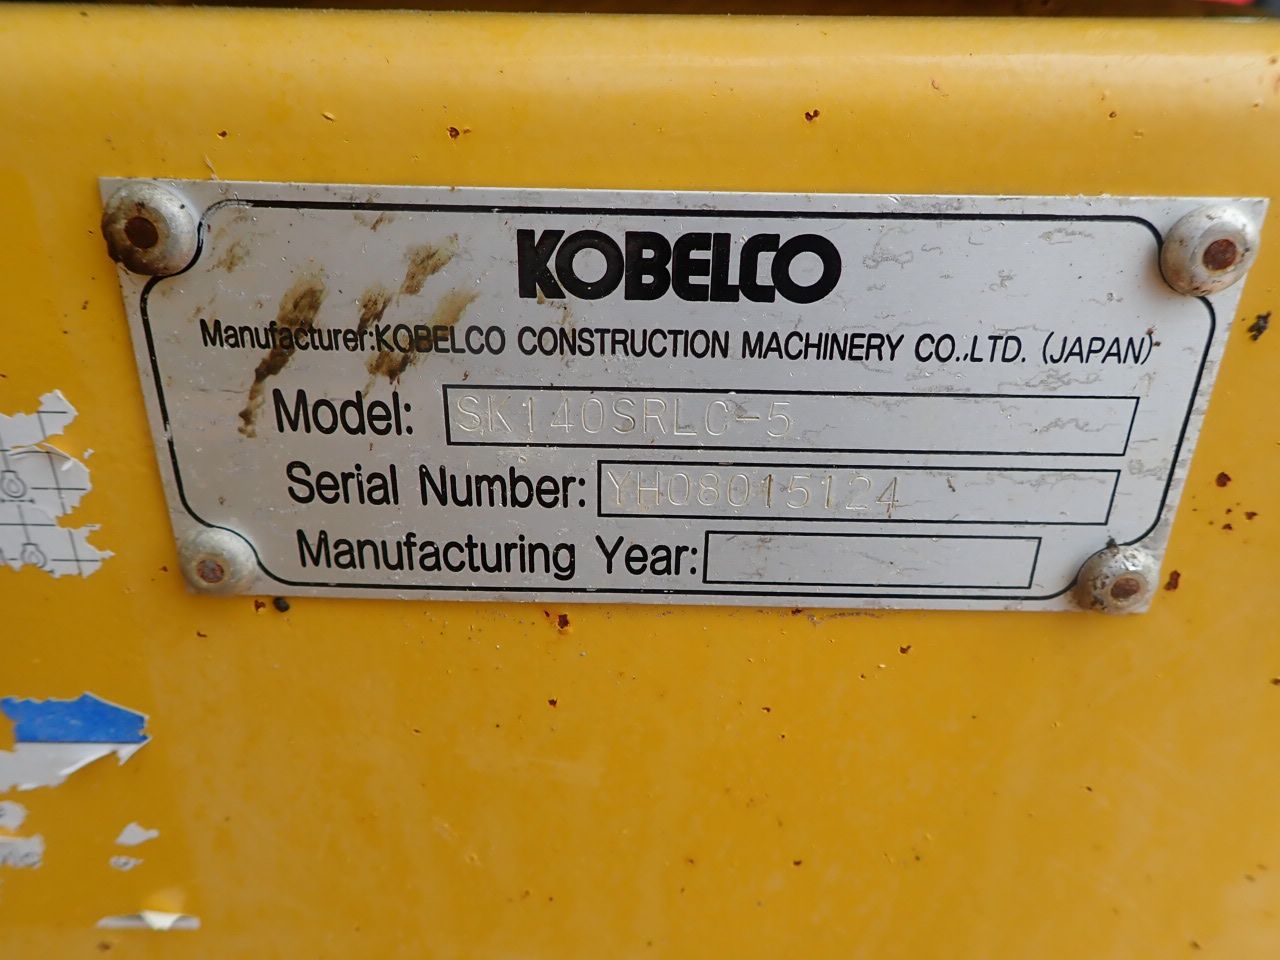 KOBELCO
Manufacturer:KOBELCO CONSTRUCTION MACHINERY CO.,LTD. (JAPAN)
Model: SK140SRLC-5
Serial Number: YH08015124
Manufacturing Year: